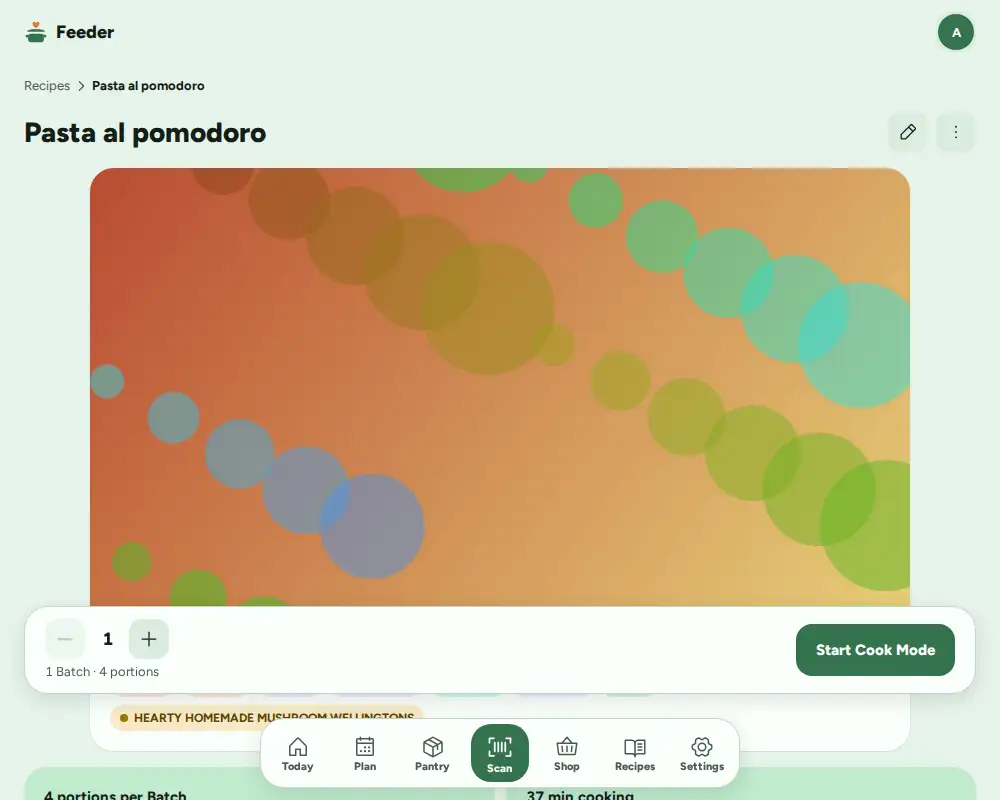 Feeder
A
Recipes > Pasta al pomodoro
Pasta al pomodoro
1
1 Batch · 4 portions
Start Cook Mode
HEARTY HOMEMADE MUSHROOM WELLINGTONS
Today
Plan
Pantry
Scan
Shop
Recipes
Settings
4 portions per Batch
37 min cooking